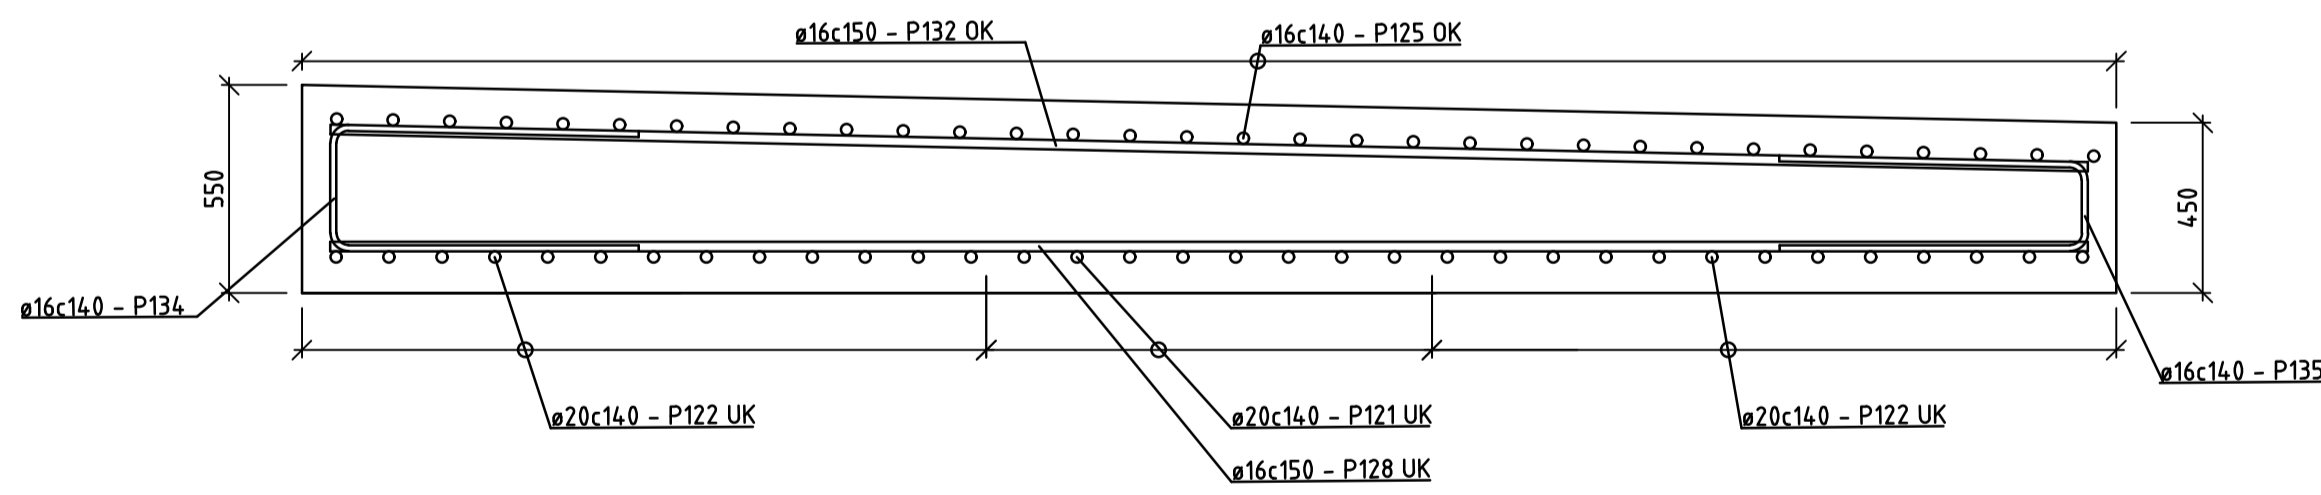 ø16c150 - P132 OK
ø16c140 - P125 OK
550
450
ø16c140 - P134
ø16c140 - P135
ø20c140 - P122 UK
ø20c140 - P121 UK
ø20c140 - P122 UK
ø16c150 - P128 UK